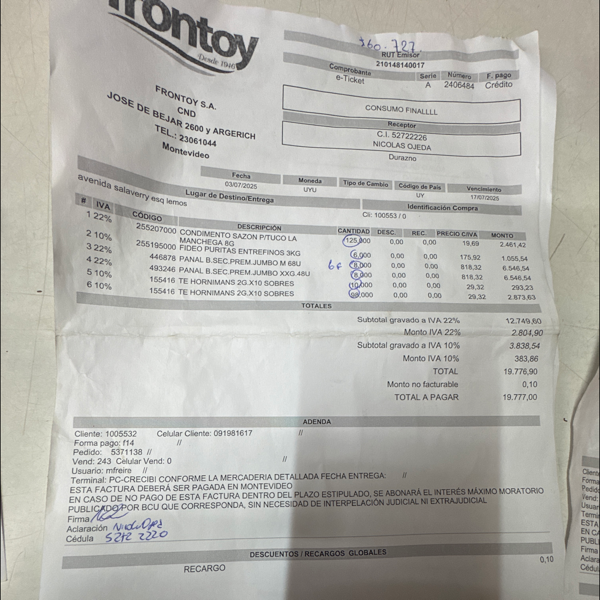 frontoy
Desde 1940
$60.727.
RUT Emisor
210148140017
Comprobante Serie Número F. pago
e-Ticket A 2406484 Crédito
CONSUMO FINALLLL
Receptor
C.I. 52722226
NICOLAS OJEDA
Durazno
FRONTOY S.A.
CND
JOSE DE BEJAR 2600 y ARGERICH
TEL.: 23061044
Montevideo
Fecha Moneda Tipo de Cambio Código de País Vencimiento
03/07/2025 UYU UY 17/07/2025
Lugar de Destino/Entrega Identificación Compra
avenida salaverry esq lemos Cli: 100553 / 0
# IVA CÓDIGO DESCRIPCIÓN CANTIDAD DESC. REC. PRECIO C/IVA MONTO
1 22% 255207000 CONDIMENTO SAZON P/TUCO LA MANCHEGA 8G 125,000 0,00 0,00 19,69 2.461,42
2 10% 255195000 FIDEO PURITAS ENTREFINOS 3KG 6,000 0,00 0,00 175,92 1.055,54
3 22% 446878 PANAL B.SEC.PREM.JUMBO M 68U 8,000 0,00 0,00 818,32 6.546,54
4 22% 493246 PANAL B.SEC.PREM.JUMBO XXG.48U 8,000 0,00 0,00 818,32 6.546,54
5 10% 155416 TE HORNIMANS 2G.X10 SOBRES 10,000 0,00 0,00 29,32 293,23
6 10% 155416 TE HORNIMANS 2G.X10 SOBRES 0,00 0,00 29,32 2.873,63
TOTALES
Subtotal gravado a IVA 22% 12.749,60
Monto IVA 22% 2.804,90
Subtotal gravado a IVA 10% 3.838,54
Monto IVA 10% 383,86
TOTAL 19.776,90
Monto no facturable 0,10
TOTAL A PAGAR 19.777,00
ADENDA
Cliente: 1005532 Celular Cliente: 091981617 //
Forma pago: f14 //
Pedido: 5371138 //
Vend: 243 Celular Vend: 0 //
Usuario: mfreire //
Terminal: PC-CRECIBI CONFORME LA MERCADERIA DETALLADA FECHA ENTREGA: //
ESTA FACTURA DEBERÁ SER PAGADA EN MONTEVIDEO
EN CASO DE NO PAGO DE ESTA FACTURA DENTRO DEL PLAZO ESTIPULADO, SE ABONARÁ EL INTERÉS MÁXIMO MORATORIO
PUBLICADO POR BCU QUE CORRESPONDA, SIN NECESIDAD DE INTERPELACIÓN JUDICIAL NI EXTRAJUDICIAL
Firma
Aclaración
Cédula
DESCUENTOS / RECARGOS GLOBALES
RECARGO 0,10